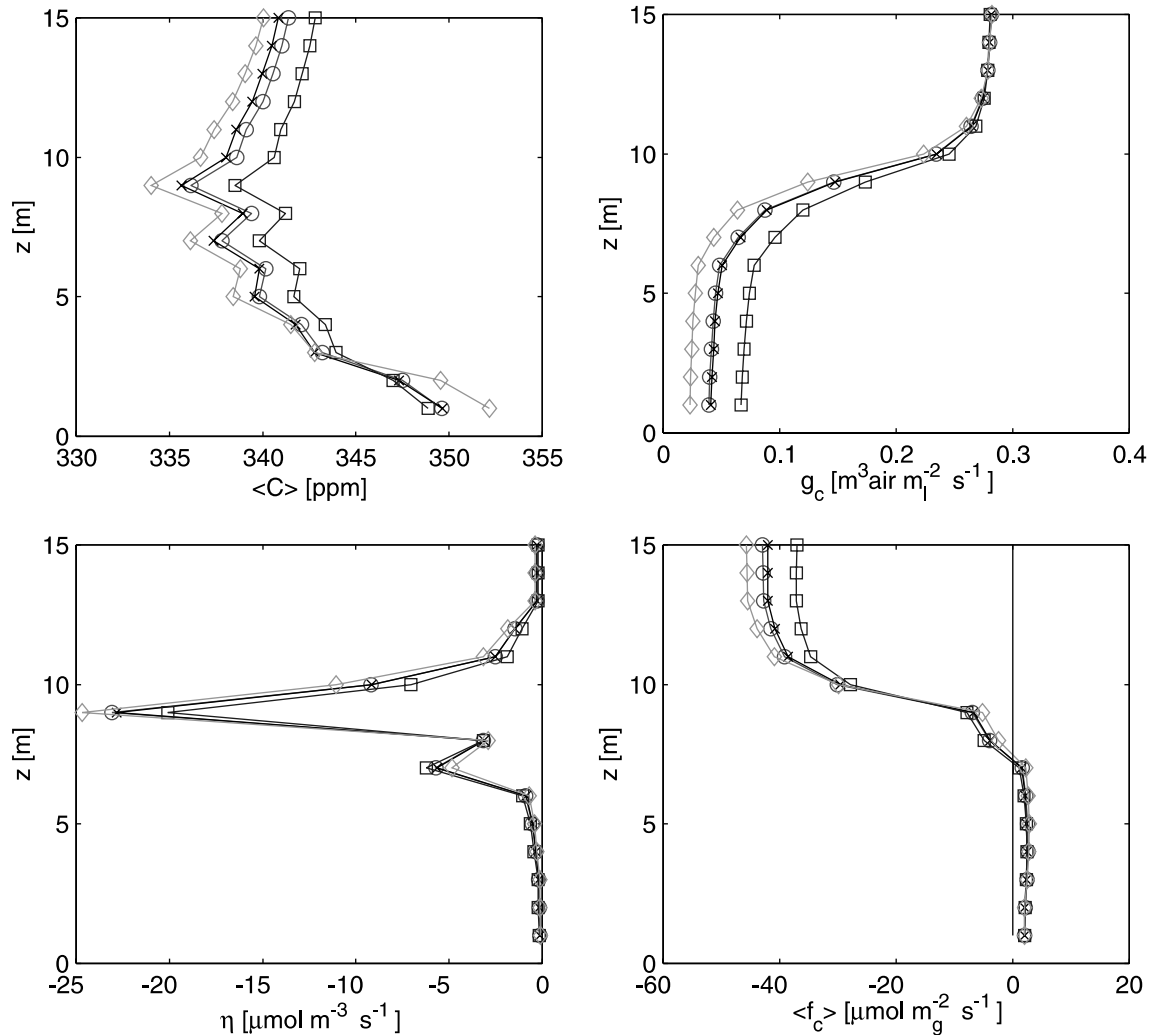 15
10
5
0
z [m]
330 335 340 345 350 355
<C> [ppm]
15
10
5
0
z [m]
0 0.1 0.2 0.3 0.4
g_c [m³air m_l⁻² s⁻¹]
15
10
5
0
z [m]
-25 -20 -15 -10 -5 0
η [μmol m⁻³ s⁻¹]
15
10
5
0
z [m]
-60 -40 -20 0 20
<f_c> [μmol m_g⁻² s⁻¹]